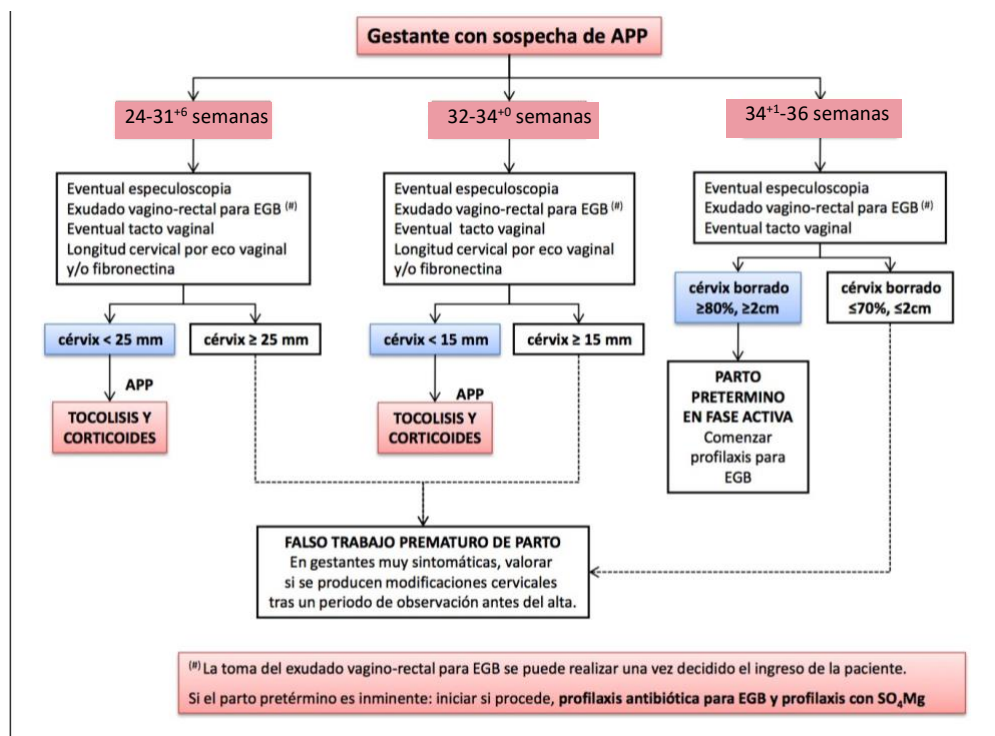 Gestante con sospecha de APP
24-31⁺⁶ semanas
32-34⁺⁰ semanas
34⁺¹-36 semanas
Eventual especuloscopia
Exudado vagino-rectal para EGB ⁽#⁾
Eventual tacto vaginal
Longitud cervical por eco vaginal
y/o fibronectina
Eventual especuloscopia
Exudado vagino-rectal para EGB ⁽#⁾
Eventual tacto vaginal
Longitud cervical por eco vaginal
y/o fibronectina
Eventual especuloscopia
Exudado vagino-rectal para EGB ⁽#⁾
Eventual tacto vaginal
cérvix < 25 mm
cérvix ≥ 25 mm
cérvix < 15 mm
cérvix ≥ 15 mm
cérvix borrado
≥80%, ≥2cm
cérvix borrado
≤70%, ≤2cm
APP
TOCOLISIS Y
CORTICOIDES
APP
TOCOLISIS Y
CORTICOIDES
PARTO
PRETERMINO
EN FASE ACTIVA
Comenzar
profilaxis para
EGB
FALSO TRABAJO PREMATURO DE PARTO
En gestantes muy sintomáticas, valorar
si se producen modificaciones cervicales
tras un periodo de observación antes del alta.
⁽#⁾ La toma del exudado vagino-rectal para EGB se puede realizar una vez decidido el ingreso de la paciente.
Si el parto pretérmino es inminente: iniciar si procede, profilaxis antibiótica para EGB y profilaxis con SO₄Mg